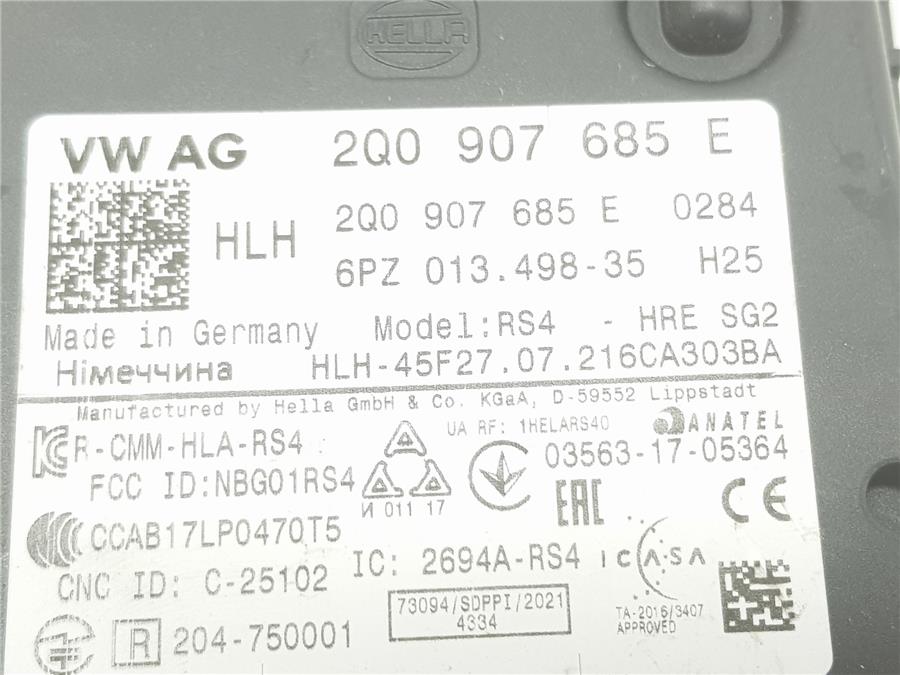 HELLA
VW AG 2Q0 907 685 E
HLH 2Q0 907 685 E 0284
6PZ 013.498-35 H25
Made in Germany Model:RS4 - HRE SG2
Німеччина HLH-45F27.07.216CA303BA
Manufactured by Hella GmbH & Co. KGaA, D-59552 Lippstadt
R-CMM-HLA-RS4 UA RF: 1HELARS40 ANATEL
03563-17-05364
FCC ID:NBG01RS4
И 011 17
EAC CE
CCAB17LP0470T5
IC: 2694A-RS4 ICASA
CNC ID: C-25102
73094/SDPPI/2021
4334
TA-2016/3407
APPROVED
R 204-750001